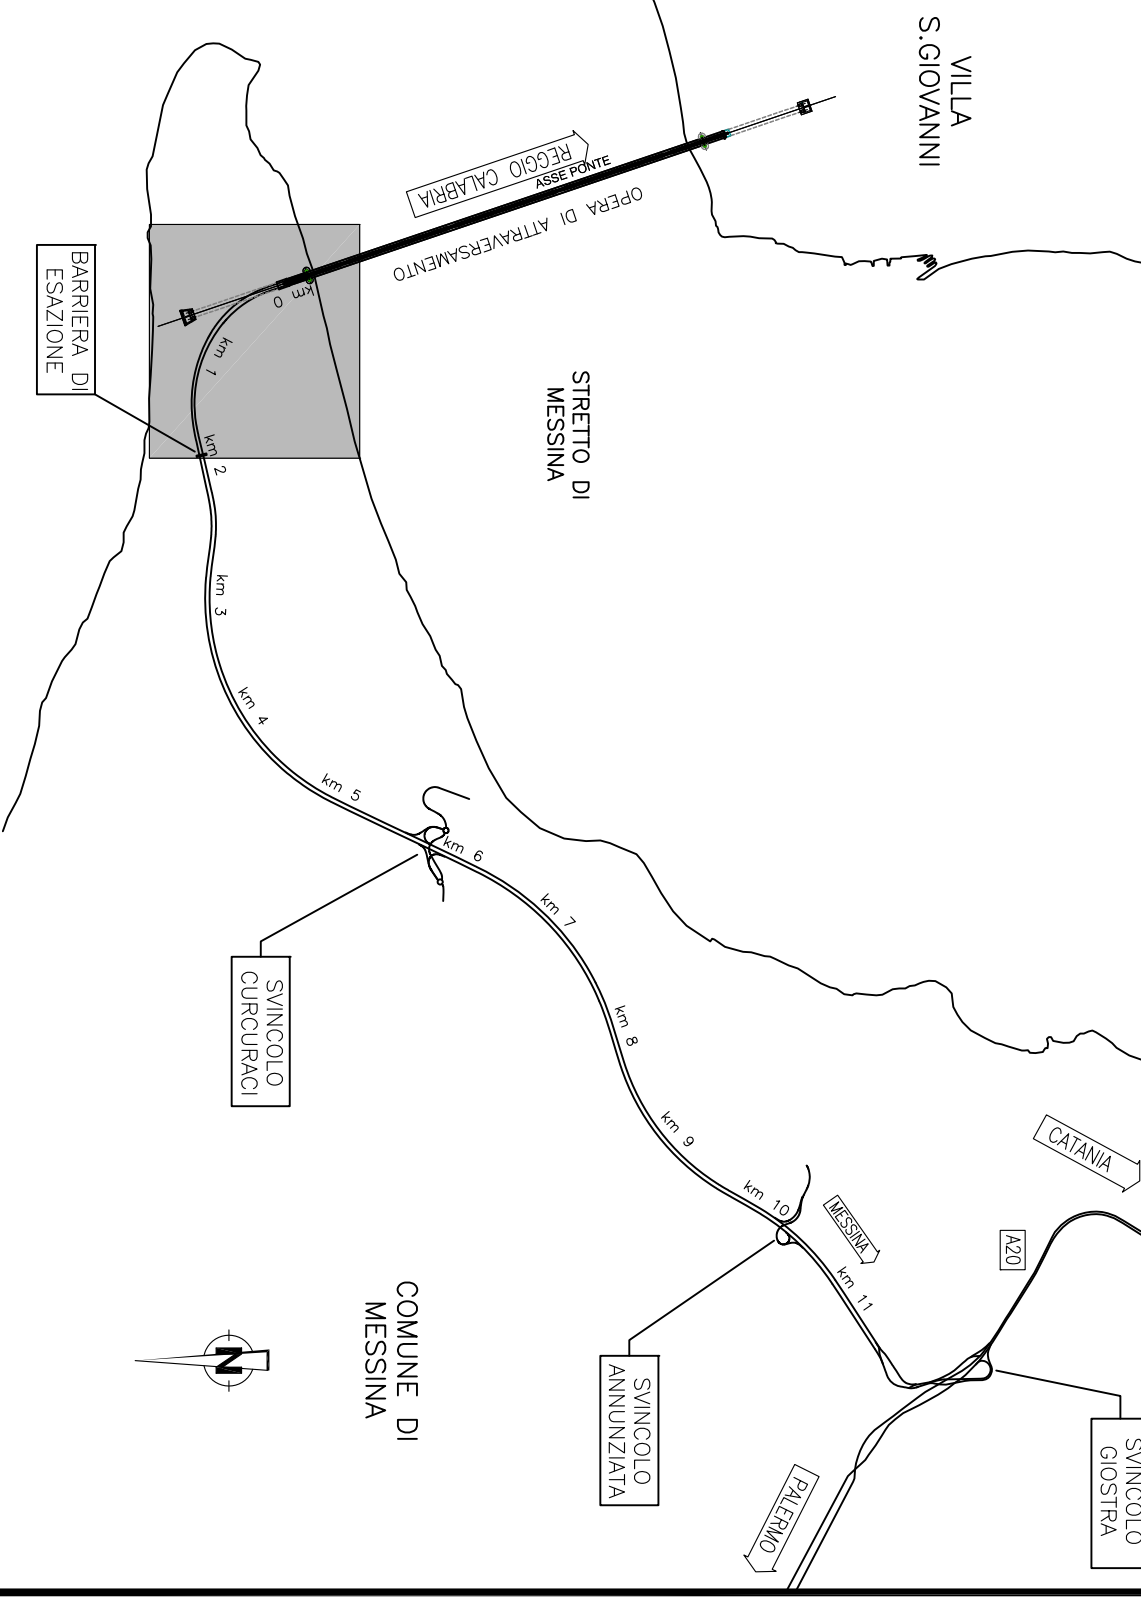 VILLA
S.GIOVANNI
REGGIO CALABRIA
ASSE PONTE
OPERA DI ATTRAVERSAMENTO
STRETTO DI
MESSINA
BARRIERA DI
ESAZIONE
km 0
km 1
km 2
km 3
km 4
km 5
km 6
km 7
km 8
km 9
km 10
km 11
SVINCOLO
CURCURACI
CATANIA
MESSINA
A20
COMUNE DI
MESSINA
N
SVINCOLO
ANNUNZIATA
SVINCOLO
GIOSTRA
PALERMO